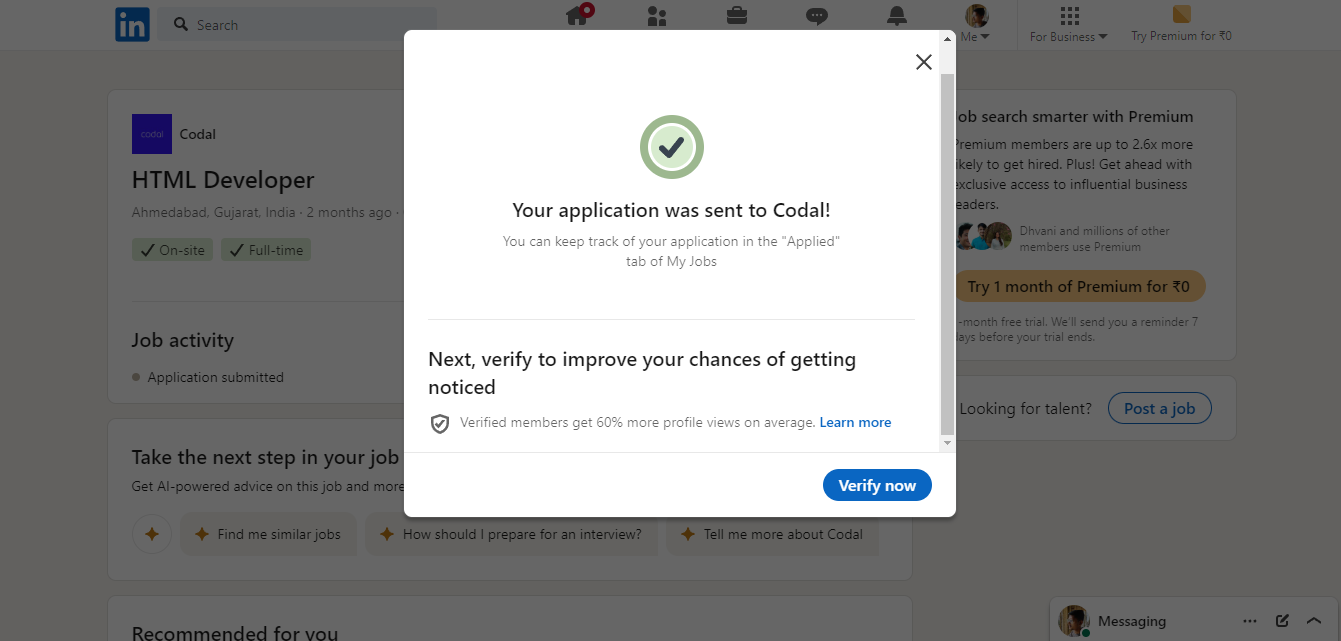 in
Search
Me
For Business
Try Premium for ₹0
codal
Codal
HTML Developer
Ahmedabad, Gujarat, India · 2 months ago ·
On-site
Full-time
Job activity
Application submitted
Take the next step in your job
Get AI-powered advice on this job and more
Find me similar jobs
How should I prepare for an interview?
Tell me more about Codal
Recommended for you
Your application was sent to Codal!
You can keep track of your application in the "Applied"
tab of My Jobs
Next, verify to improve your chances of getting
noticed
Verified members get 60% more profile views on average. Learn more
Verify now
ob search smarter with Premium
Premium members are up to 2.6x more
ikely to get hired. Plus! Get ahead with
exclusive access to influential business
eaders.
Dhvani and millions of other
members use Premium
Try 1 month of Premium for ₹0
-month free trial. We'll send you a reminder 7
days before your trial ends.
Looking for talent?
Post a job
Messaging